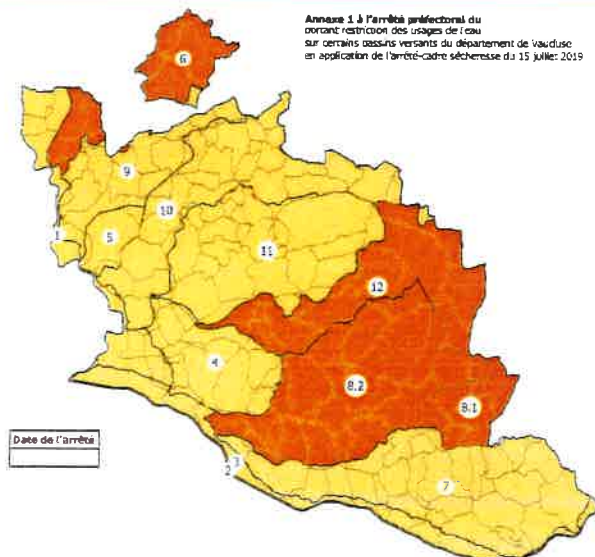 Annexe 1 à l'arrêté préfectoral du
portant restriction des usages de l'eau
sur certains bassins versants du département de Vaucluse
en application de l'arrêté-cadre sécheresse du 15 juillet 2019
6
9
10
1
5
11
12
4
8.2
8.1
Date de l'arrêté
3
2
7